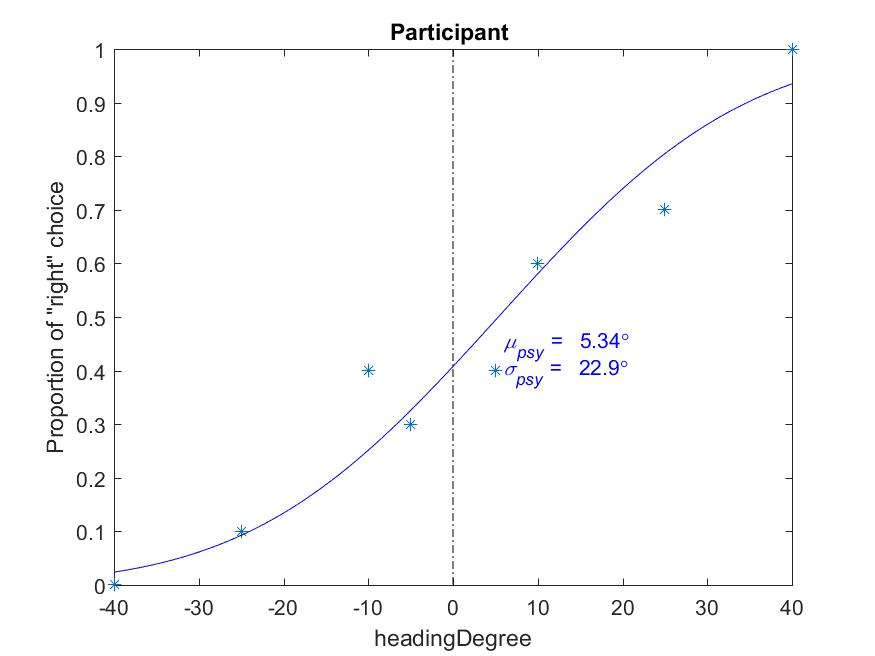 Participant
1
0.9
0.8
0.7
0.6
0.5
0.4
0.3
0.2
0.1
0
Proportion of "right" choice
μpsy = 5.34°
σpsy = 22.9°
-40 -30 -20 -10 0 10 20 30 40
headingDegree